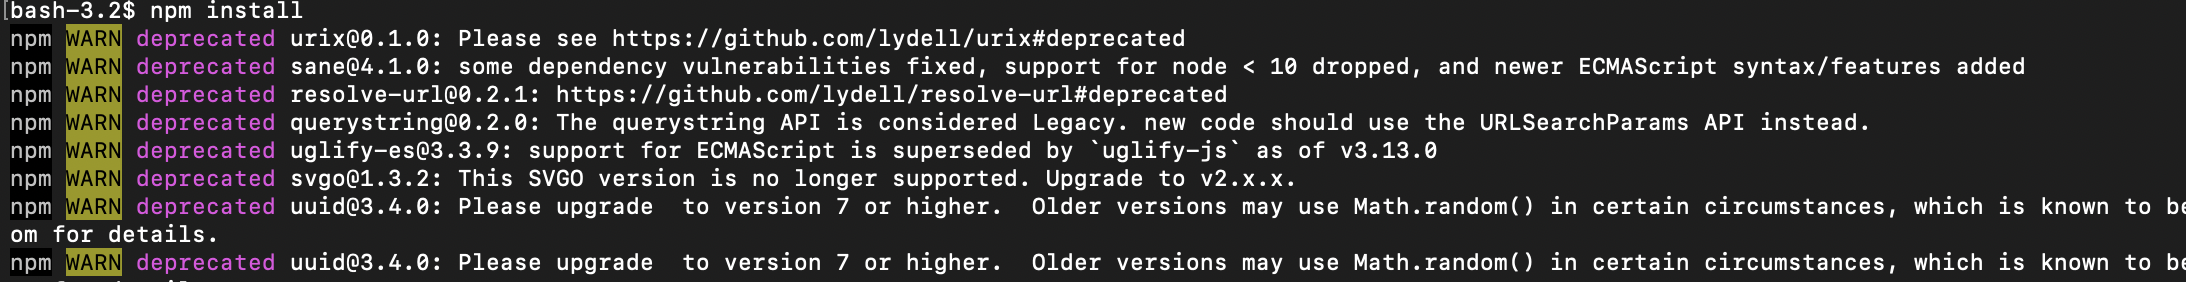 [bash-3.2$ npm install
npm WARN deprecated urix@0.1.0: Please see https://github.com/lydell/urix#deprecated
npm WARN deprecated sane@4.1.0: some dependency vulnerabilities fixed, support for node < 10 dropped, and newer ECMAScript syntax/features added
npm WARN deprecated resolve-url@0.2.1: https://github.com/lydell/resolve-url#deprecated
npm WARN deprecated querystring@0.2.0: The querystring API is considered Legacy. new code should use the URLSearchParams API instead.
npm WARN deprecated uglify-es@3.3.9: support for ECMAScript is superseded by `uglify-js` as of v3.13.0
npm WARN deprecated svgo@1.3.2: This SVGO version is no longer supported. Upgrade to v2.x.x.
npm WARN deprecated uuid@3.4.0: Please upgrade  to version 7 or higher.  Older versions may use Math.random() in certain circumstances, which is known to be
om for details.
npm WARN deprecated uuid@3.4.0: Please upgrade  to version 7 or higher.  Older versions may use Math.random() in certain circumstances, which is known to be